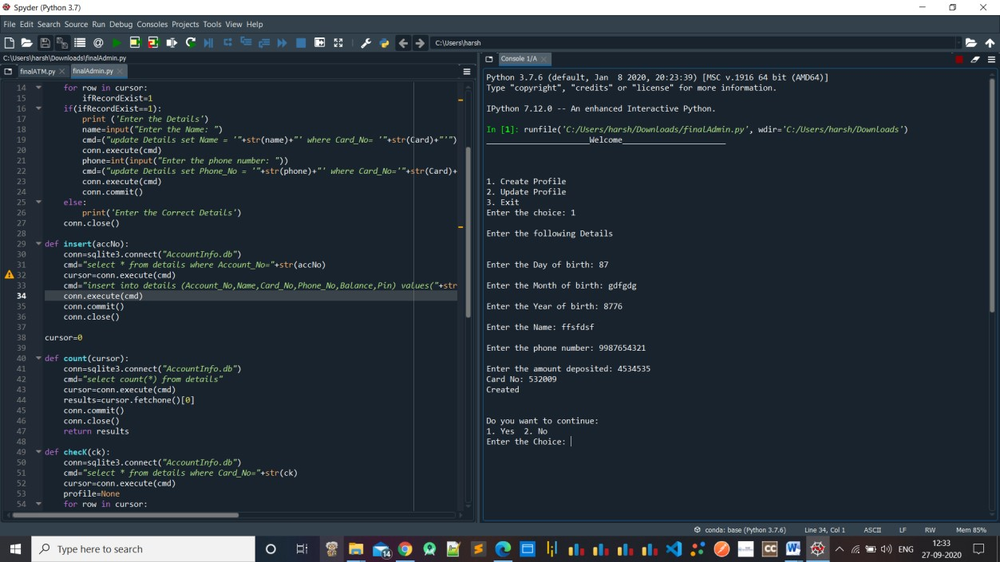 Spyder (Python 3.7)
File Edit Search Source Run Debug Consoles Projects Tools View Help
C:\Users\harsh
C:\Users\harsh\Downloads\finalAdmin.py
finalATM.py finalAdmin.py
14 for row in cursor:
15 ifRecordExist=1
16 if(ifRecordExist==1):
17 print ('Enter the Details')
18 name=input("Enter the Name: ")
19 cmd=("update Details set Name = '"+str(name)+"' where Card_No= '"+str(Card)+"'")
20 conn.execute(cmd)
21 phone=int(input("Enter the phone number: "))
22 cmd=("update Details set Phone_No = '"+str(phone)+"' where Card_No='"+str(Card)+
23 conn.execute(cmd)
24 conn.commit()
25 else:
26 print('Enter the Correct Details')
27 conn.close()
28
29 def insert(accNo):
30 conn=sqlite3.connect("AccountInfo.db")
31 cmd="select * from details where Account_No="+str(accNo)
32 cursor=conn.execute(cmd)
33 cmd="insert into details (Account_No,Name,Card_No,Phone_No,Balance,Pin) values("+str
34 conn.execute(cmd)
35 conn.commit()
36 conn.close()
37
38 cursor=0
39
40 def count(cursor):
41 conn=sqlite3.connect("AccountInfo.db")
42 cmd="select count(*) from details"
43 cursor=conn.execute(cmd)
44 results=cursor.fetchone()[0]
45 conn.commit()
46 conn.close()
47 return results
48
49 def checK(ck):
50 conn=sqlite3.connect("AccountInfo.db")
51 cmd="select * from details where Card_No="+str(ck)
52 cursor=conn.execute(cmd)
53 profile=None
54 for row in cursor:
Console 1/A
Python 3.7.6 (default, Jan  8 2020, 20:23:39) [MSC v.1916 64 bit (AMD64)]
Type "copyright", "credits" or "license" for more information.
IPython 7.12.0 -- An enhanced Interactive Python.
In [1]: runfile('C:/Users/harsh/Downloads/finalAdmin.py', wdir='C:/Users/harsh/Downloads')
______________________Welcome______________________
1. Create Profile
2. Update Profile
3. Exit
Enter the choice: 1
Enter the following Details
Enter the Day of birth: 87
Enter the Month of birth: gdfgdg
Enter the Year of birth: 8776
Enter the Name: ffsfdsf
Enter the phone number: 9987654321
Enter the amount deposited: 4534535
Card No: 532009
Created
Do you want to continue:
1. Yes  2. No
Enter the Choice:
conda: base (Python 3.7.6) Line 34, Col 1 ASCII LF RW Mem 85%
Type here to search
14
CC
ENG
12:33
27-09-2020